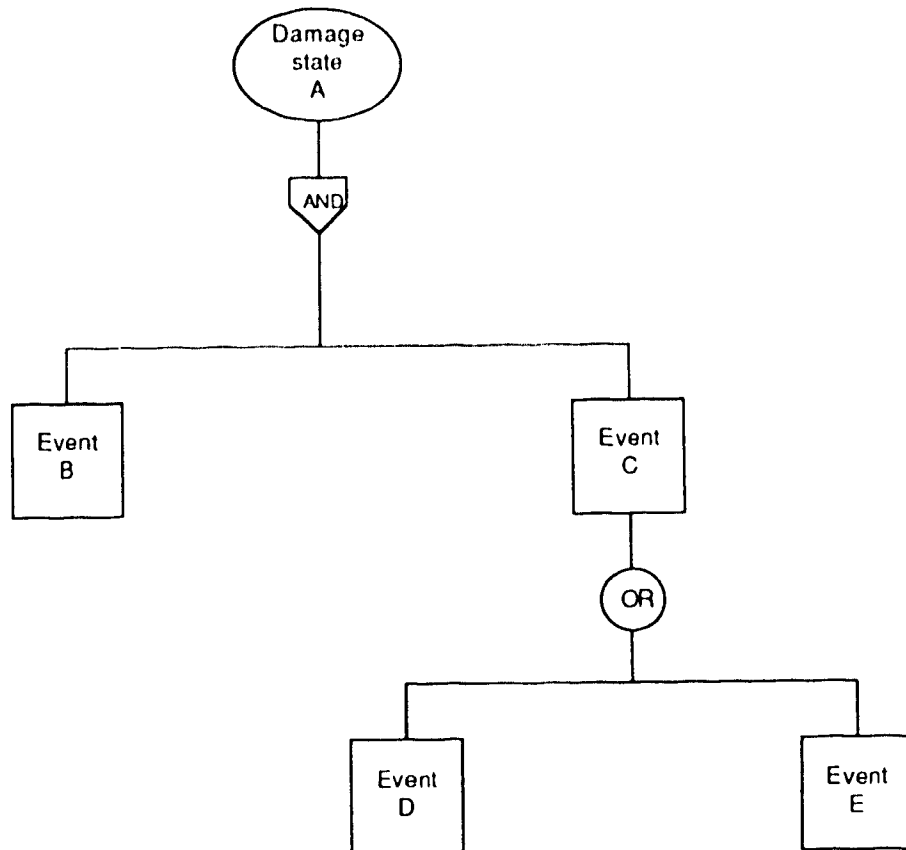 Damage
state
A
AND
Event
B
Event
C
OR
Event
D
Event
E